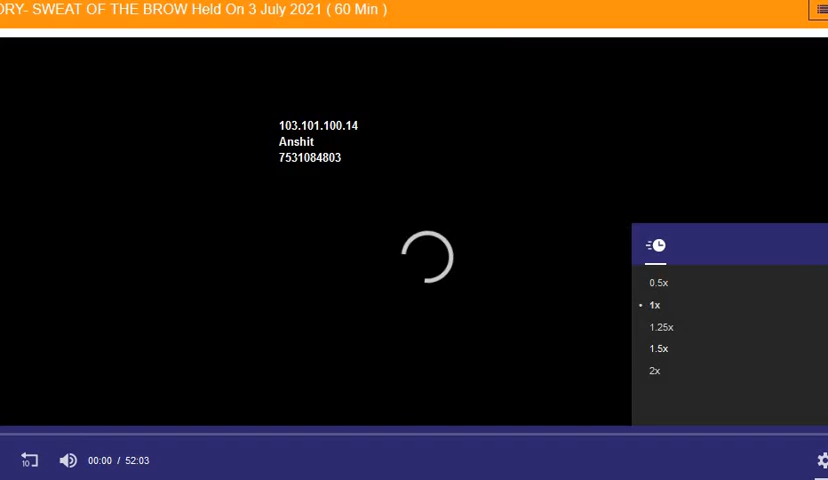 ORY- SWEAT OF THE BROW Held On 3 July 2021 ( 60 Min )
103.101.100.14
Anshit
7531084803
0.5x
1x
1.25x
1.5x
2x
10
00:00 / 52:03